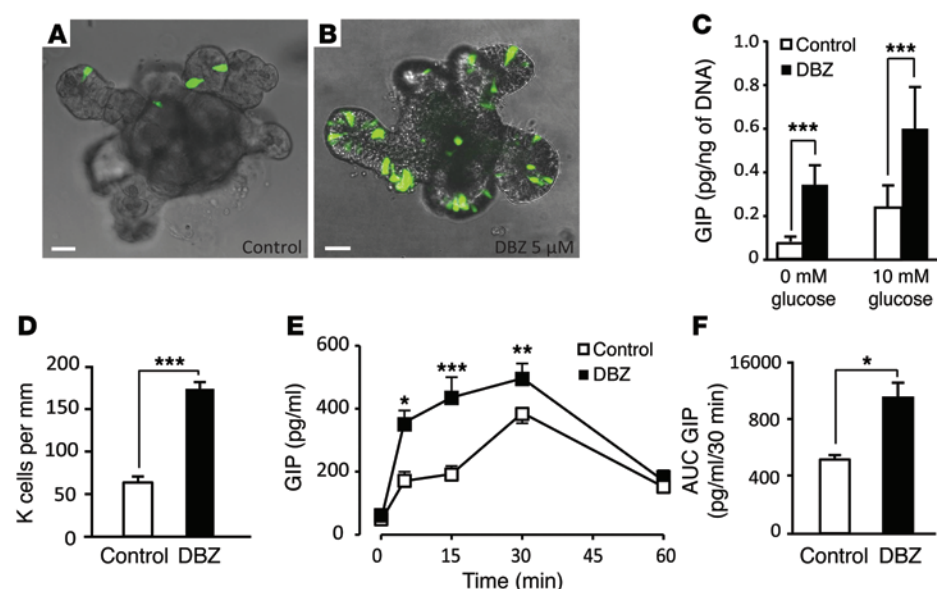 A
Control
B
DBZ 5 µM
C
GIP (pg/ng of DNA)
1.0
0.8
0.6
0.4
0.2
0
Control
DBZ
***
***
0 mM
glucose
10 mM
glucose
D
K cells per mm
200
150
100
50
0
***
Control
DBZ
E
GIP (pg/ml)
600
400
200
0
Control
DBZ
*
***
**
0
15
30
45
60
Time (min)
F
AUC GIP
(pg/ml/30 min)
16000
800
400
0
*
Control
DBZ